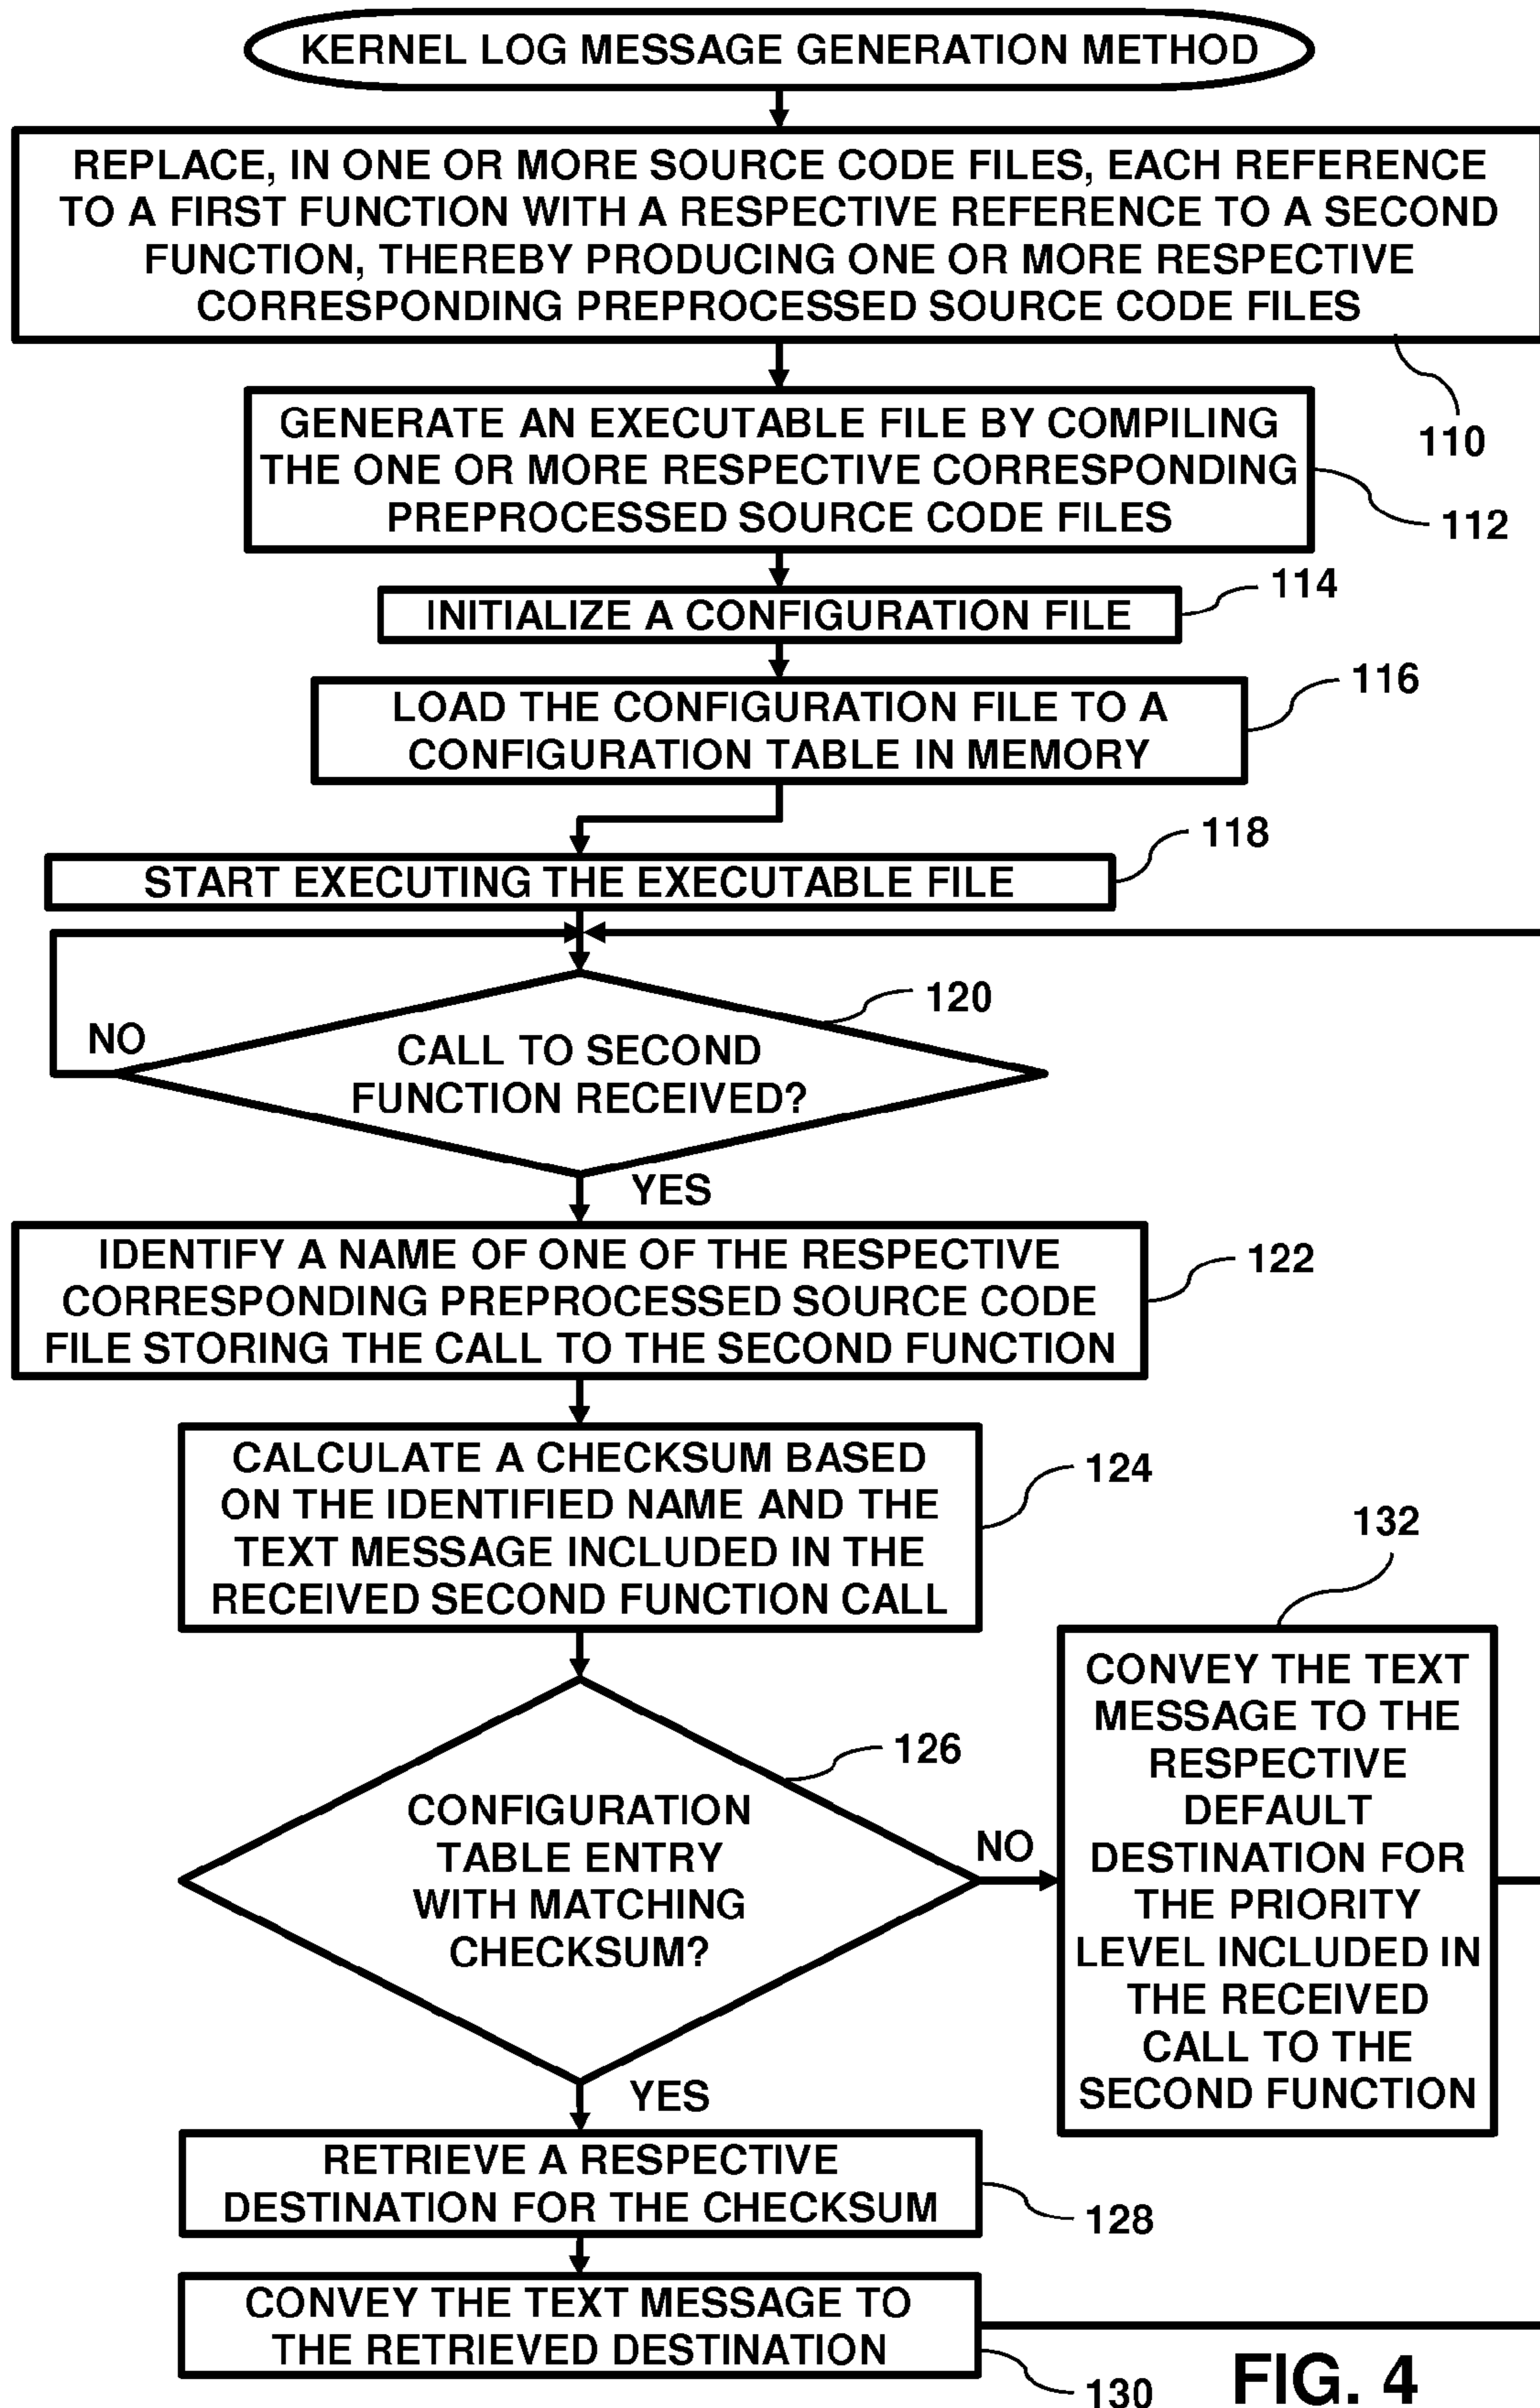 KERNEL LOG MESSAGE GENERATION METHOD
REPLACE, IN ONE OR MORE SOURCE CODE FILES, EACH REFERENCE
TO A FIRST FUNCTION WITH A RESPECTIVE REFERENCE TO A SECOND
FUNCTION, THEREBY PRODUCING ONE OR MORE RESPECTIVE
CORRESPONDING PREPROCESSED SOURCE CODE FILES
110
GENERATE AN EXECUTABLE FILE BY COMPILING
THE ONE OR MORE RESPECTIVE CORRESPONDING
PREPROCESSED SOURCE CODE FILES
112
INITIALIZE A CONFIGURATION FILE
114
LOAD THE CONFIGURATION FILE TO A
CONFIGURATION TABLE IN MEMORY
116
START EXECUTING THE EXECUTABLE FILE
118
CALL TO SECOND
FUNCTION RECEIVED?
120
NO
YES
IDENTIFY A NAME OF ONE OF THE RESPECTIVE
CORRESPONDING PREPROCESSED SOURCE CODE
FILE STORING THE CALL TO THE SECOND FUNCTION
122
CALCULATE A CHECKSUM BASED
ON THE IDENTIFIED NAME AND THE
TEXT MESSAGE INCLUDED IN THE
RECEIVED SECOND FUNCTION CALL
124
CONFIGURATION
TABLE ENTRY
WITH MATCHING
CHECKSUM?
126
NO
YES
132
CONVEY THE TEXT
MESSAGE TO THE
RESPECTIVE
DEFAULT
DESTINATION FOR
THE PRIORITY
LEVEL INCLUDED IN
THE RECEIVED
CALL TO THE
SECOND FUNCTION
RETRIEVE A RESPECTIVE
DESTINATION FOR THE CHECKSUM
128
CONVEY THE TEXT MESSAGE TO
THE RETRIEVED DESTINATION
130
FIG. 4